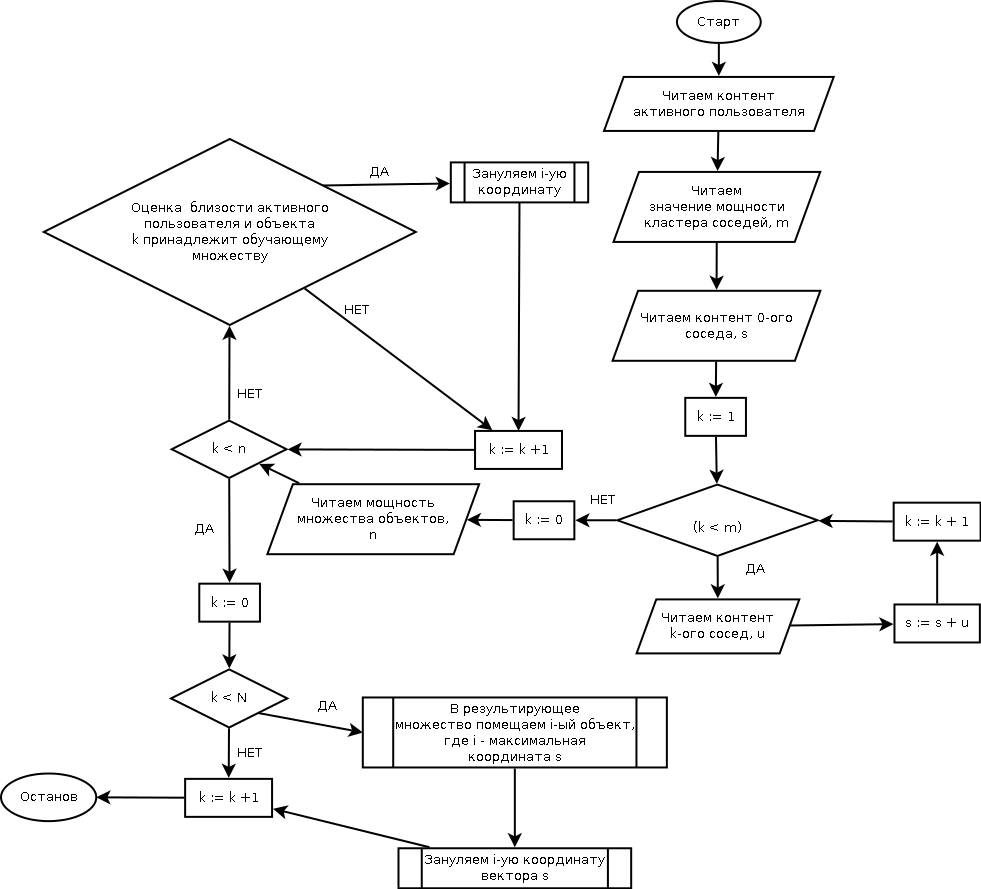 Старт
Читаем контент
активного пользователя
Читаем
значение мощности
кластера соседей, m
Читаем контент 0-ого
соседа, s
k := 1
(k < m)
ДА
Читаем контент
k-ого сосед, u
s := s + u
k := k + 1
НЕТ
k := 0
Читаем мощность
множества объектов,
n
k < n
НЕТ
Оценка близости активного
пользователя и объекта
k принадлежит обучающему
множеству
ДА
Зануляем i-ую
координату
НЕТ
k := k +1
ДА
k := 0
k < N
ДА
В результирующее
множество помещаем i-ый объект,
где i - максимальная
координата s
Зануляем i-ую координату
вектора s
НЕТ
k := k +1
Останов